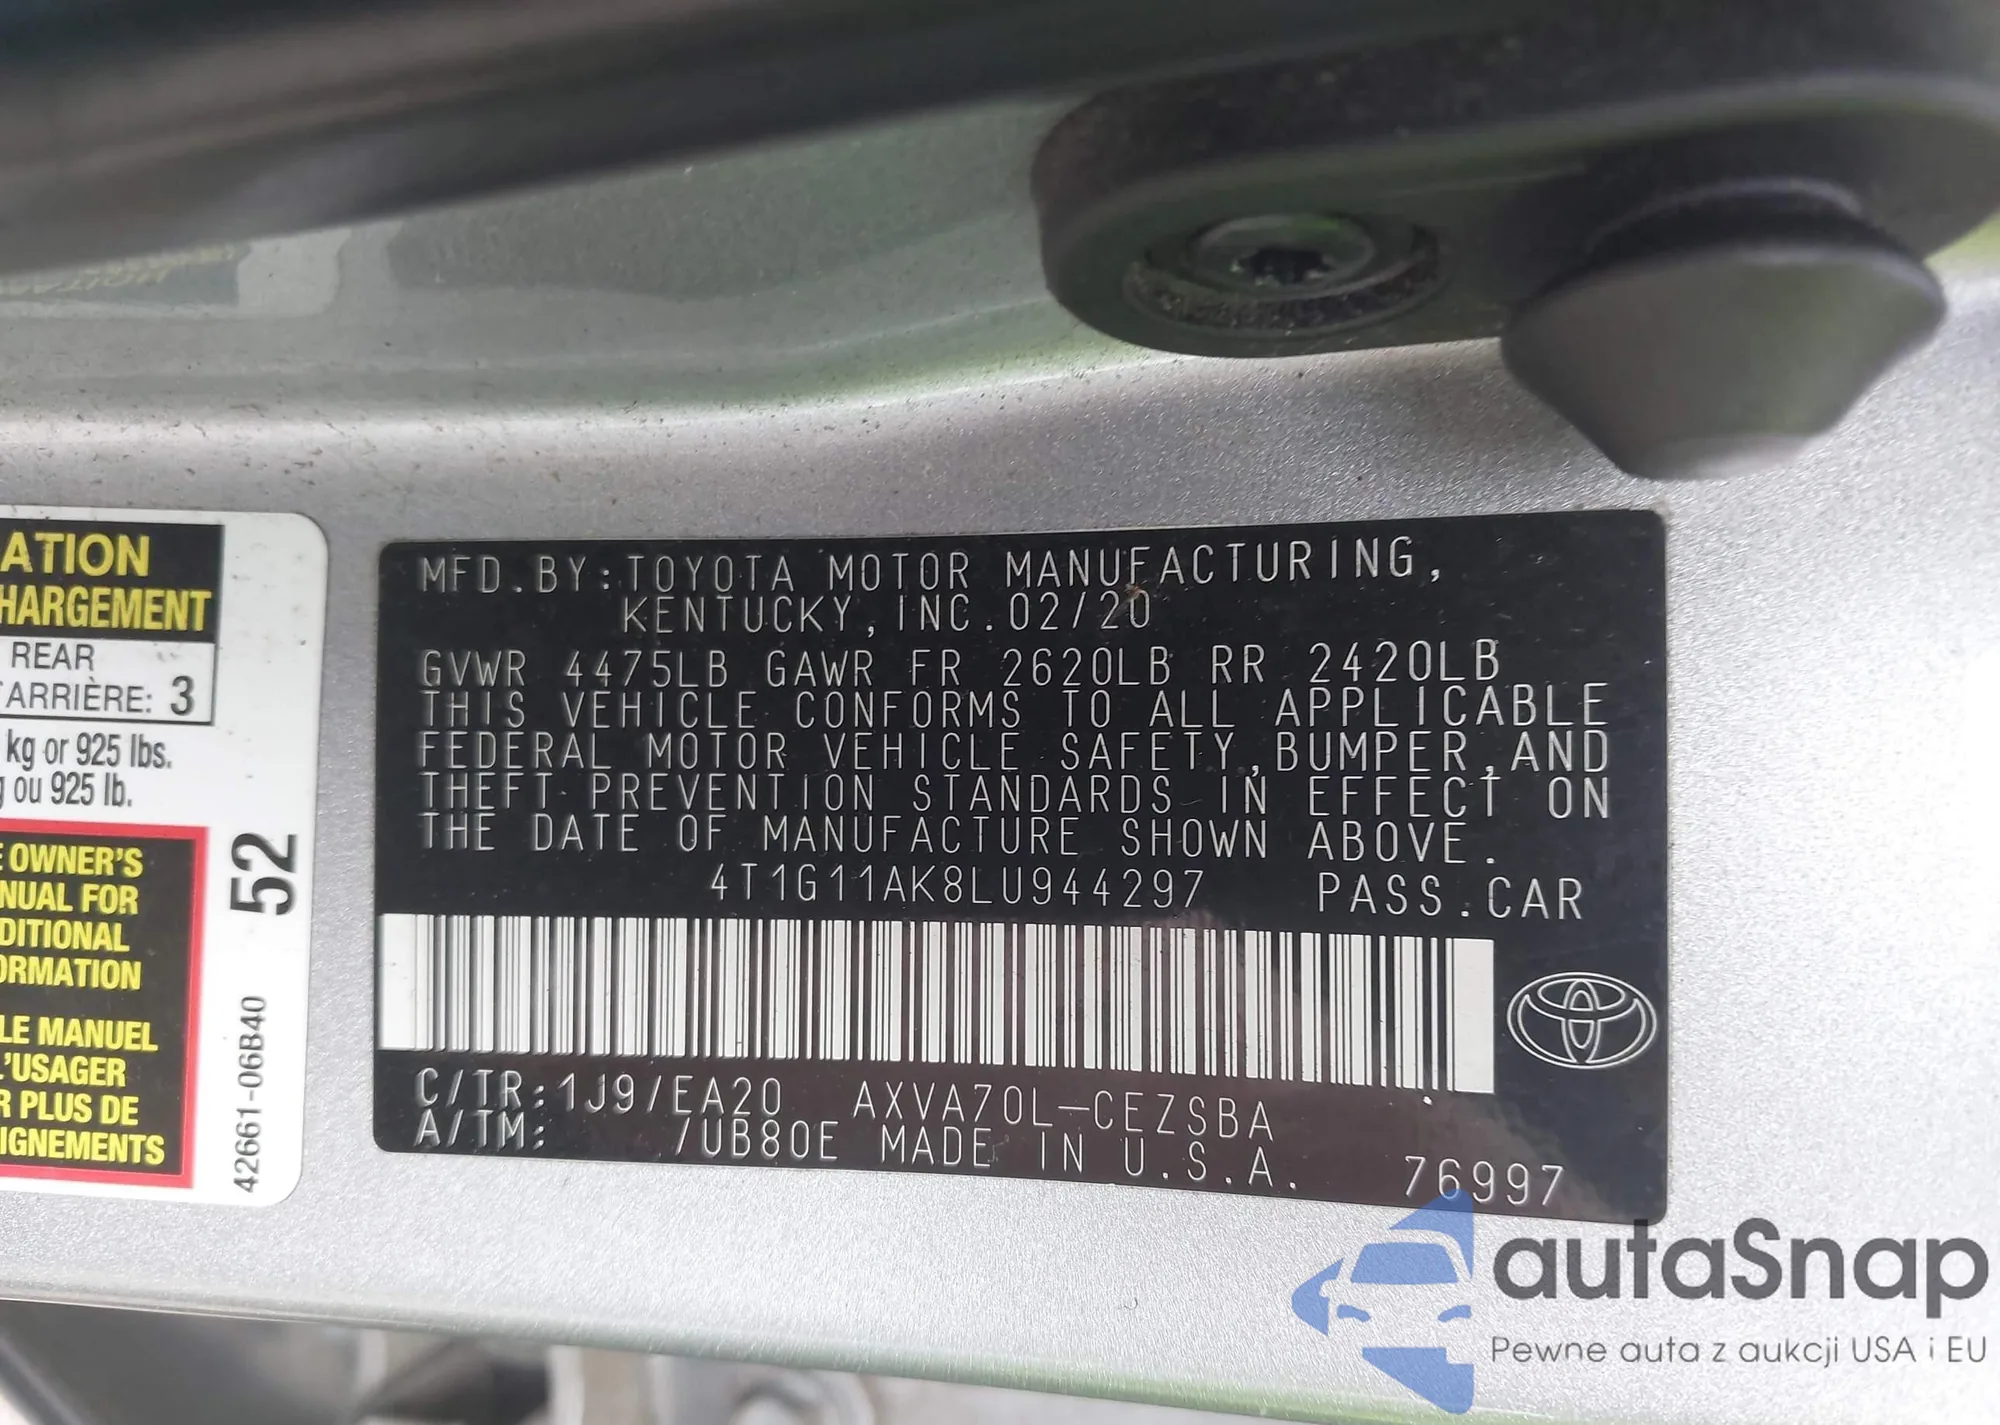 ATION
HARGEMENT
REAR
ARRIÈRE: 3
kg or 925 lbs.
ou 925 lb.
OWNER'S
NUAL FOR
DITIONAL
ORMATION
LE MANUEL
L'USAGER
R PLUS DE
IGNEMENTS
52
42661-06B40
MFD.BY:TOYOTA MOTOR MANUFACTURING,
KENTUCKY,INC.02/20
GVWR 4475LB GAWR FR 2620LB RR 2420LB
THIS VEHICLE CONFORMS TO ALL APPLICABLE
FEDERAL MOTOR VEHICLE SAFETY,BUMPER,AND
THEFT PREVENTION STANDARDS IN EFFECT ON
THE DATE OF MANUFACTURE SHOWN ABOVE.
4T1G11AK8LU944297 PASS.CAR
C/TR:1J9/EA20 AXVA70L-CEZSBA
A/TM: /UB80E MADE IN U.S.A. 76997
autaSnap
Pewne auta z aukcji USA i EU